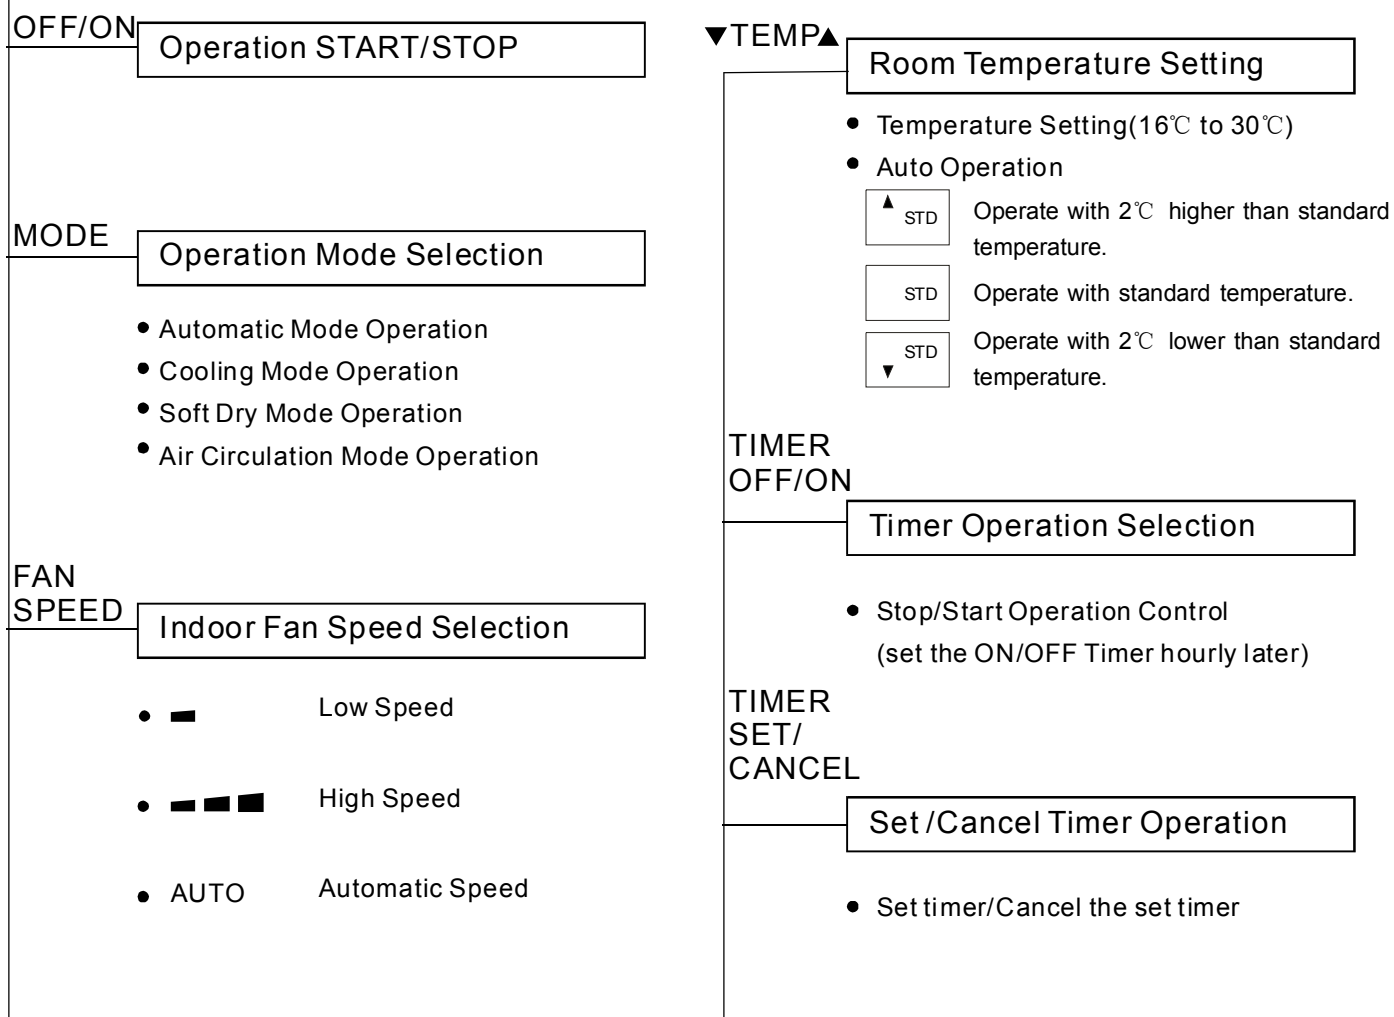 OFF/ON
Operation START/STOP
MODE
Operation Mode Selection
● Automatic Mode Operation
● Cooling Mode Operation
● Soft Dry Mode Operation
● Air Circulation Mode Operation
FAN
SPEED
Indoor Fan Speed Selection
● Low Speed
● High Speed
● AUTO Automatic Speed
▼TEMP▲
Room Temperature Setting
● Temperature Setting(16℃ to 30℃)
● Auto Operation
▲ STD Operate with 2℃ higher than standard
temperature.
STD Operate with standard temperature.
STD ▼ Operate with 2℃ lower than standard
temperature.
TIMER
OFF/ON
Timer Operation Selection
● Stop/Start Operation Control
(set the ON/OFF Timer hourly later)
TIMER
SET/
CANCEL
Set/Cancel Timer Operation
● Set timer/Cancel the set timer